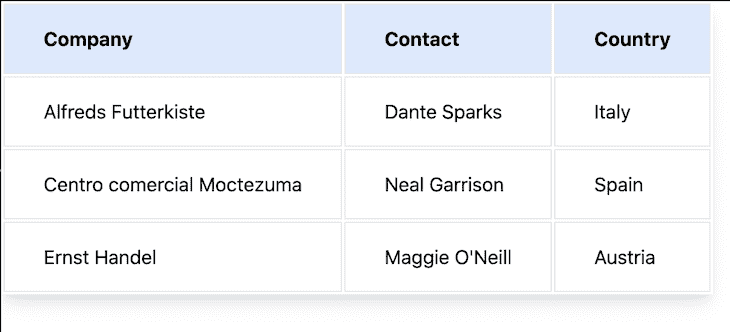 Company Contact Country
Alfreds Futterkiste Dante Sparks Italy
Centro comercial Moctezuma Neal Garrison Spain
Ernst Handel Maggie O'Neill Austria